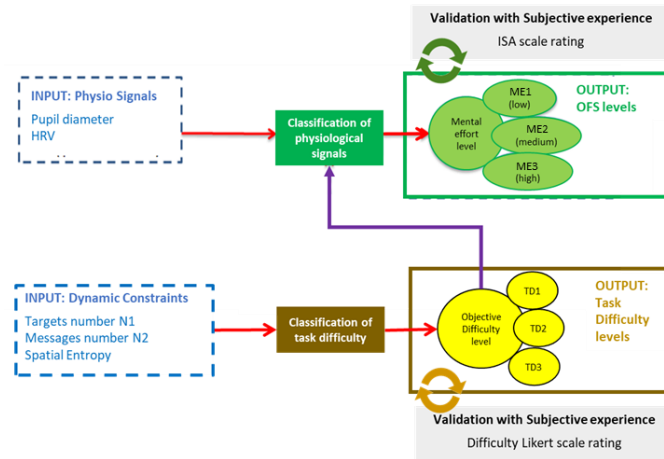 Validation with Subjective experience
ISA scale rating
INPUT: Physio Signals
Pupil diameter
HRV
Classification of
physiological
signals
Mental
effort
level
ME1
(low)
ME2
(medium)
ME3
(high)
OUTPUT:
OFS levels
INPUT: Dynamic Constraints
Targets number N1
Messages number N2
Spatial Entropy
Classification of
task difficulty
Objective
Difficulty
level
TD1
TD2
TD3
OUTPUT:
Task
Difficulty
levels
Validation with Subjective experience
Difficulty Likert scale rating